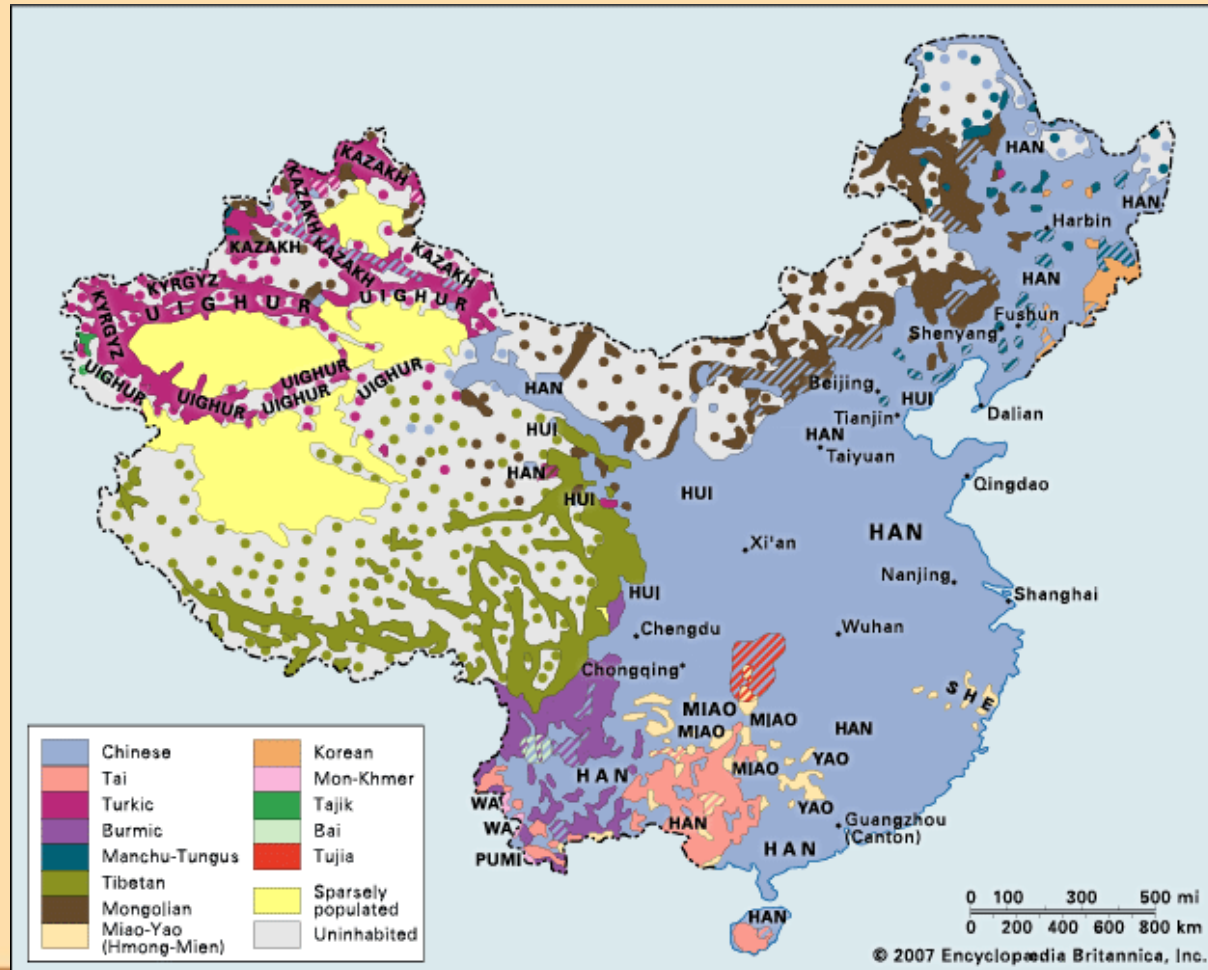 HAN
KAZAKH
KAZAKH
HAN
Harbin
KAZAKH
KAZAKH
KAZAKH
HAN
KYRGYZ
UIGHUR
UIGHUR
KYRGYZ
Fushun
Shenyang
UIGHUR
UIGHUR
UIGHUR
UIGHUR
UIGHUR
HAN
Beijing
HUI
Tianjin
Dalian
HUI
HAN
Taiyuan
HAN
Qingdao
HUI
HUI
HAN
Xi'an
Nanjing
HUI
Shanghai
Chengdu
Wuhan
Chongqing
SHE
MIAO
MIAO
MIAO
HAN
YAO
MIAO
HAN
YAO
WA
WA
HAN
Guangzhou
(Canton)
HAN
PUMI
HAN
Chinese
Tai
Turkic
Burmic
Manchu-Tungus
Tibetan
Mongolian
Miao-Yao
(Hmong-Mien)
Korean
Mon-Khmer
Tajik
Bai
Tujia
Sparsely
populated
Uninhabited
0 100 300 500 mi
0 200 400 600 800 km
© 2007 Encyclopædia Britannica, Inc.